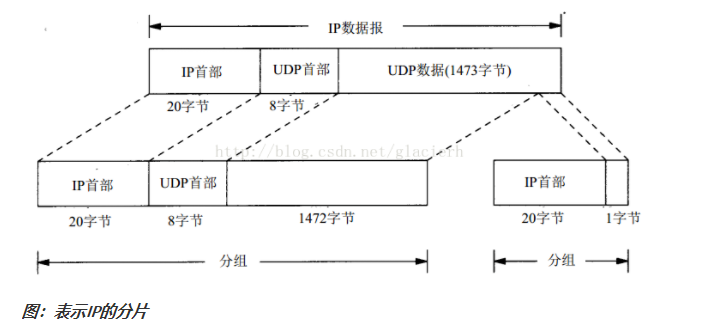 IP数据报
IP首部
UDP首部
UDP数据(1473字节)
20字节
8字节
http://blog.csdn.net/glacierh
IP首部
UDP首部
IP首部
20字节
8字节
1472字节
20字节
1字节
分组
分组
图：表示IP的分片